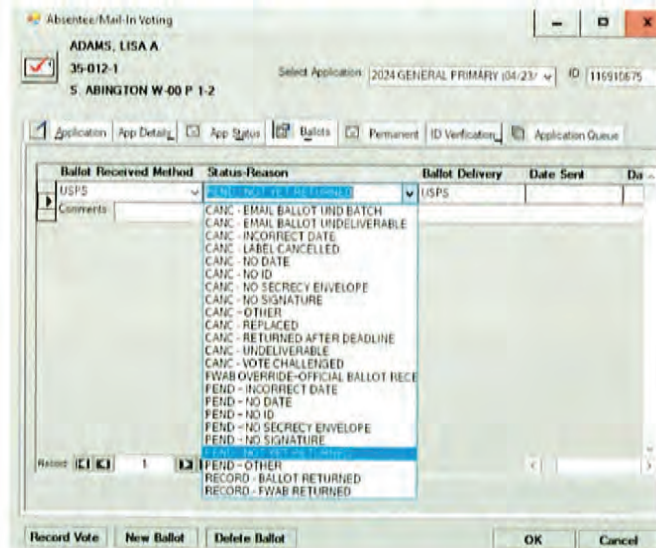 Absentee/Mail-In Voting
ADAMS, LISA A
35-012-1
S. ABINGTON W-00 P 1-2
Select Application 2024 GENERAL PRIMARY (04/23/ ID 116910675
Application App Details App Status Ballots Permanent ID Verification Application Queue
Ballot Received Method Status-Reason Ballot Delivery Date Sent Da
USPS PEND - NOT YET RETURNED USPS
Comments
CANC - EMAIL BALLOT UND BATCH
CANC - EMAIL BALLOT UNDELIVERABLE
CANC - INCORRECT DATE
CANC - LABEL CANCELLED
CANC - NO DATE
CANC - NO ID
CANC - NO SECRECY ENVELOPE
CANC - NO SIGNATURE
CANC - OTHER
CANC - REPLACED
CANC - RETURNED AFTER DEADLINE
CANC - UNDELIVERABLE
CANC - VOTE CHALLENGED
FWAB OVERRIDE-OFFICIAL BALLOT RECE
PEND - INCORRECT DATE
PEND - NO DATE
PEND - NO ID
PEND - NO SECRECY ENVELOPE
PEND - NO SIGNATURE
PEND - NOT YET RETURNED
Record 1
PEND - OTHER
RECORD - BALLOT RETURNED
RECORD - FWAB RETURNED
Record Vote New Ballot Delete Ballot OK Cancel